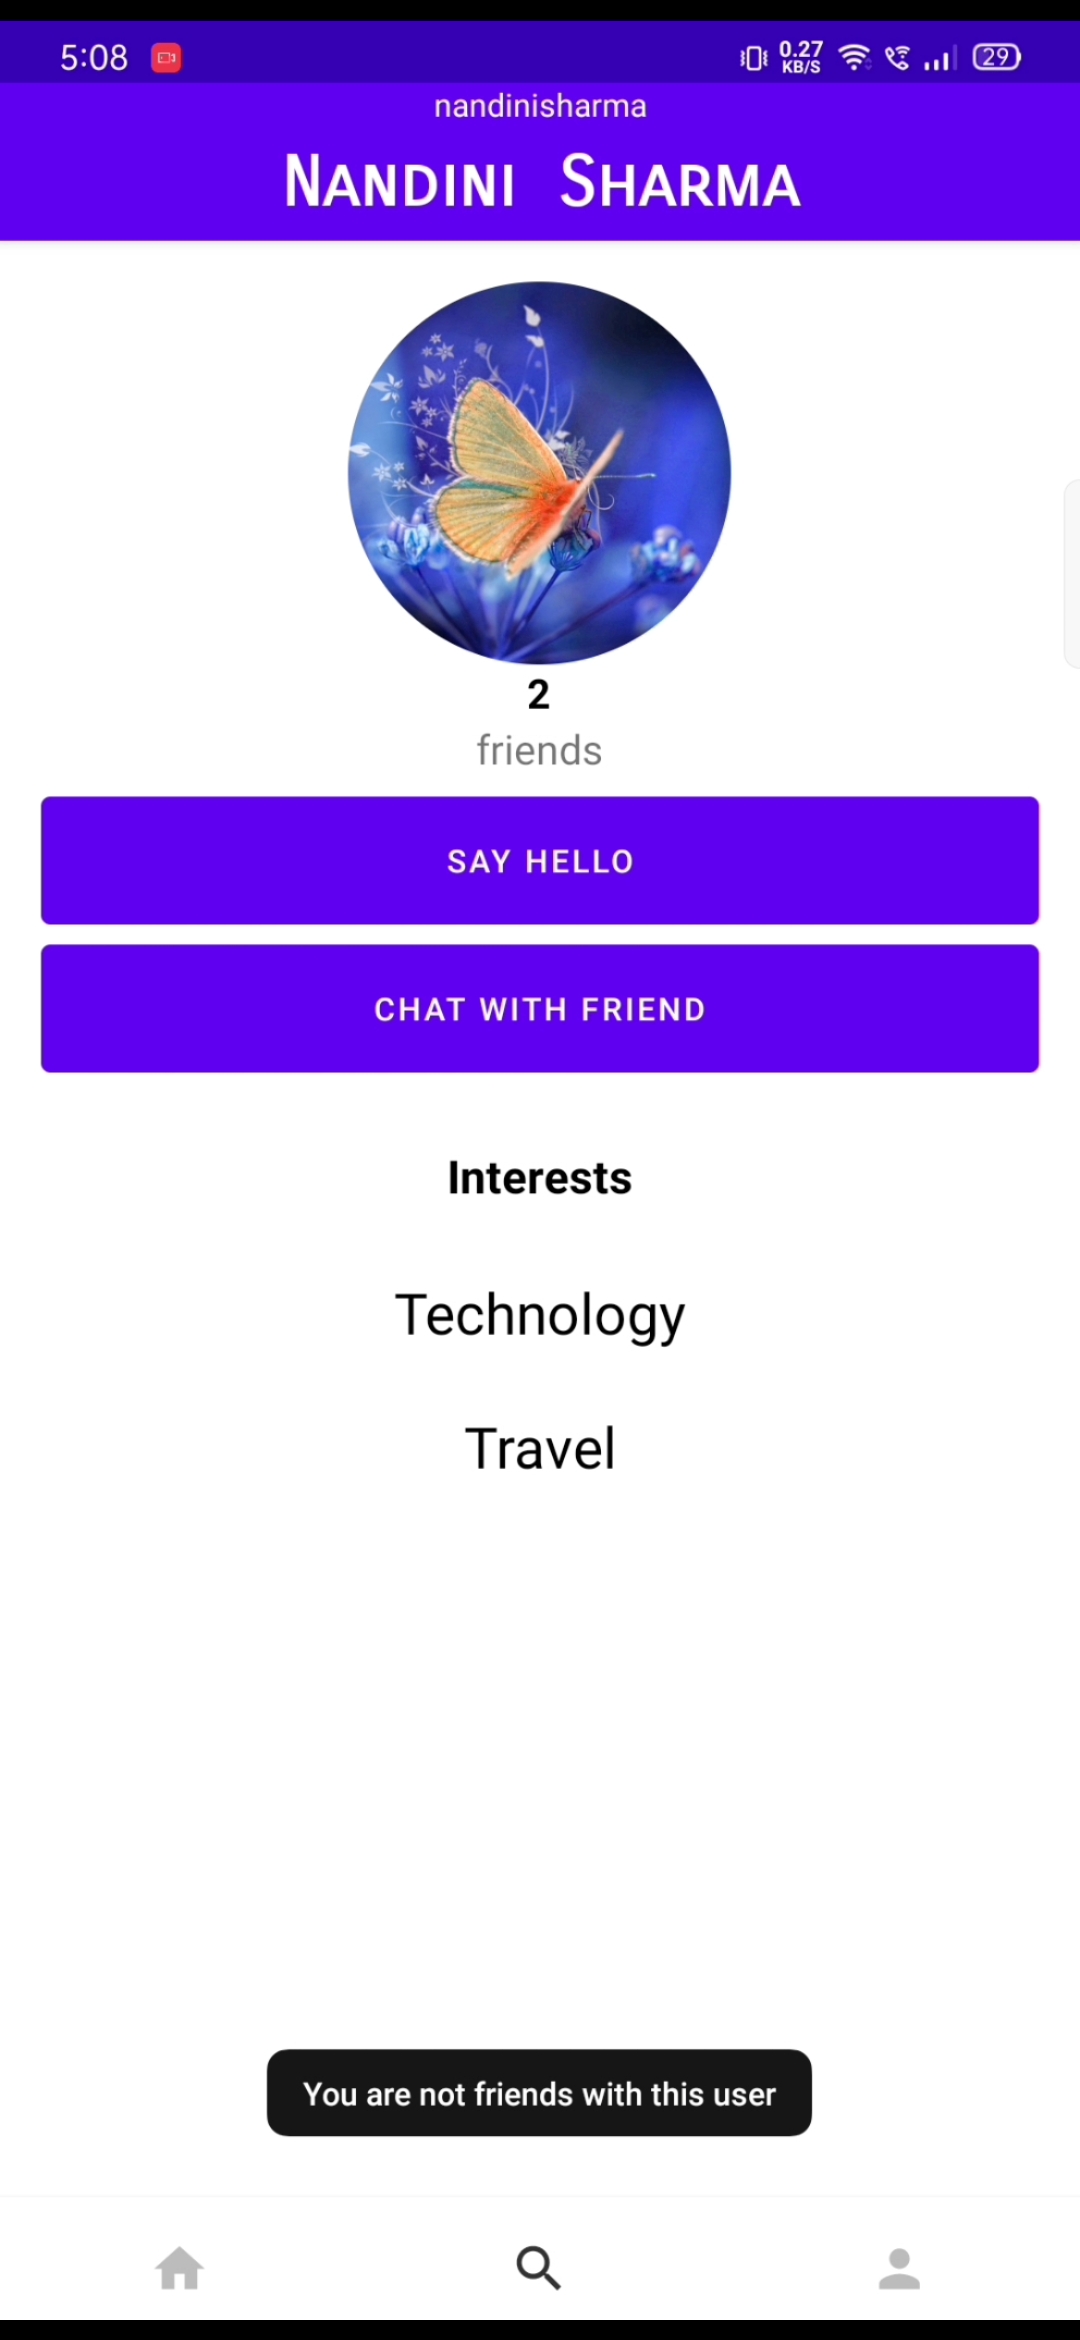 5:08
0.27
KB/S
29
nandinisharma
Nandini Sharma
2
friends
SAY HELLO
CHAT WITH FRIEND
Interests
Technology
Travel
You are not friends with this user